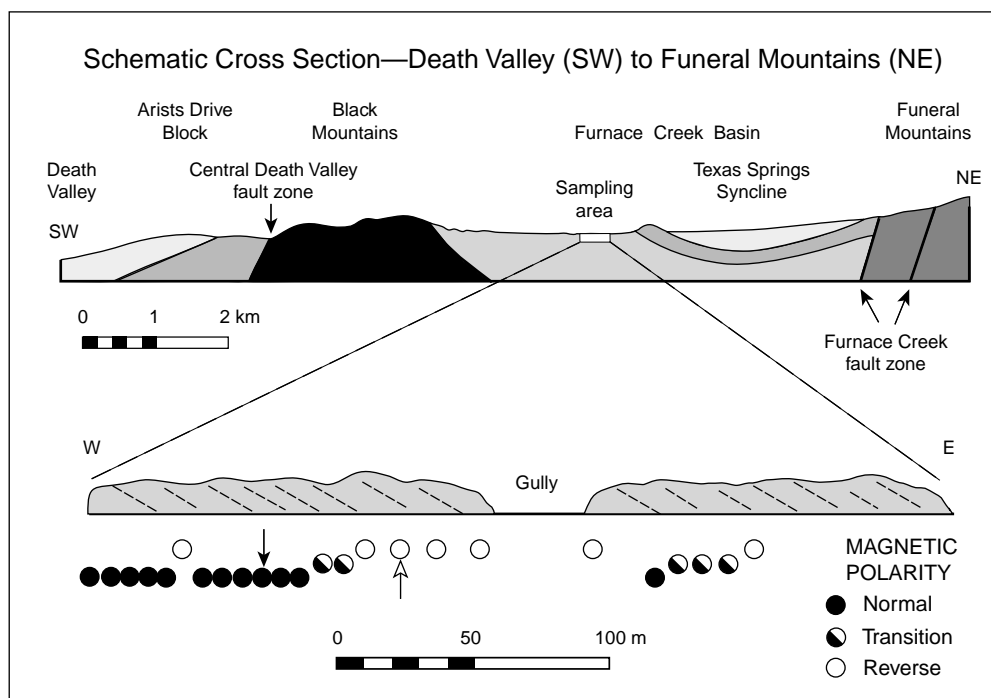 Schematic Cross Section—Death Valley (SW) to Funeral Mountains (NE)
Arists Drive
Block
Black
Mountains
Furnace Creek Basin
Funeral
Mountains
Death
Valley
Central Death Valley
fault zone
Sampling
area
Texas Springs
Syncline
NE
SW
0 1 2 km
Furnace Creek
fault zone
W
E
Gully
MAGNETIC
POLARITY
Normal
Transition
Reverse
0 50 100 m